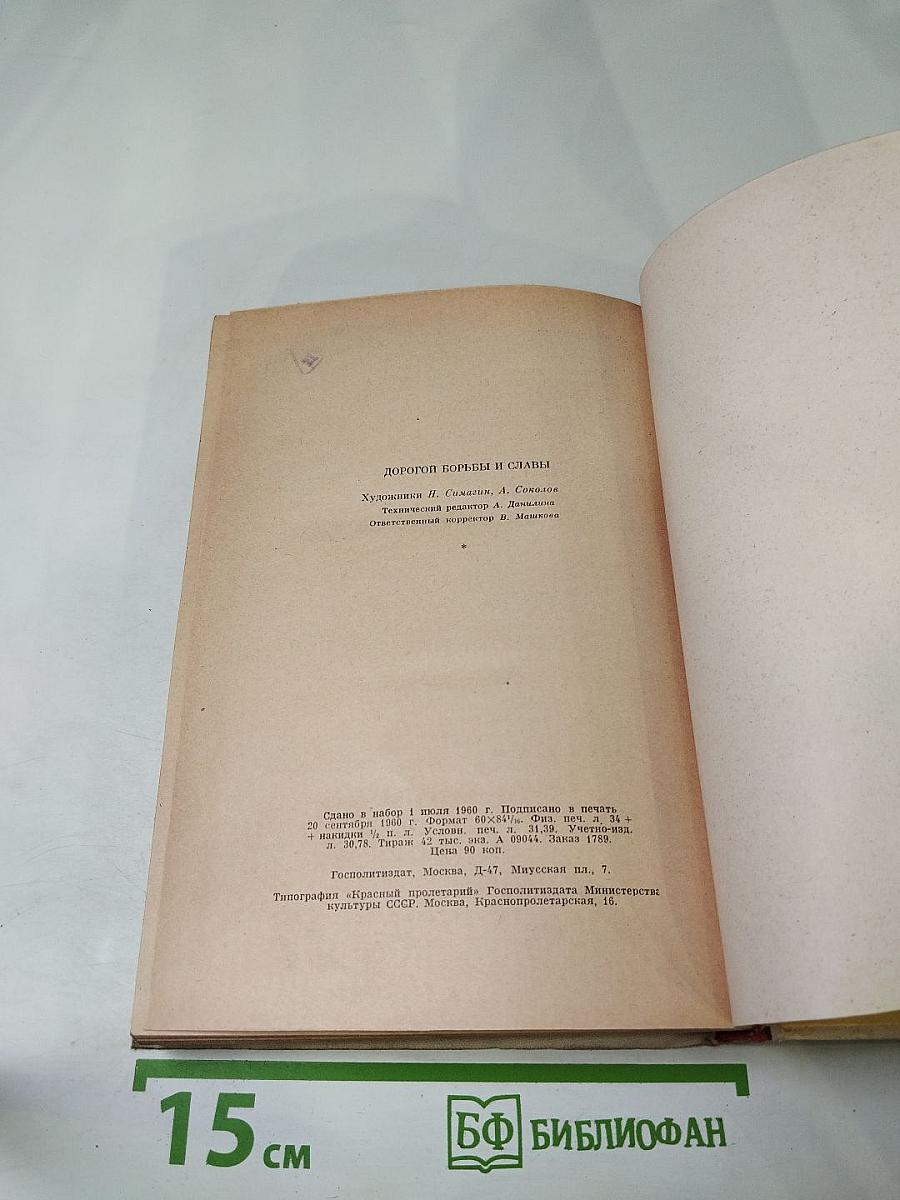 ДОРОГОЙ БОРЬБЫ И СЛАВЫ
Художники Н. Симагин, А. Соколов
Технический редактор А. Данилина
Ответственный корректор В. Машкова
*
Сдано в набор 1 июля 1960 г. Подписано в печать
20 сентября 1960 г. Формат 60×84¹/₁₆. Физ. печ. л. 34 +
+ накидки ¹/₂ п. л. Условн. печ. л. 31,39. Учетно-изд.
л. 30,78. Тираж 42 тыс. экз. А 09044. Заказ 1789.
Цена 90 коп.
Госполитиздат, Москва, Д-47, Миусская пл., 7.
Типография «Красный пролетарий» Госполитиздата Министерства
культуры СССР. Москва, Краснопролетарская, 16.
15 см
БФ БИБЛИОФАН